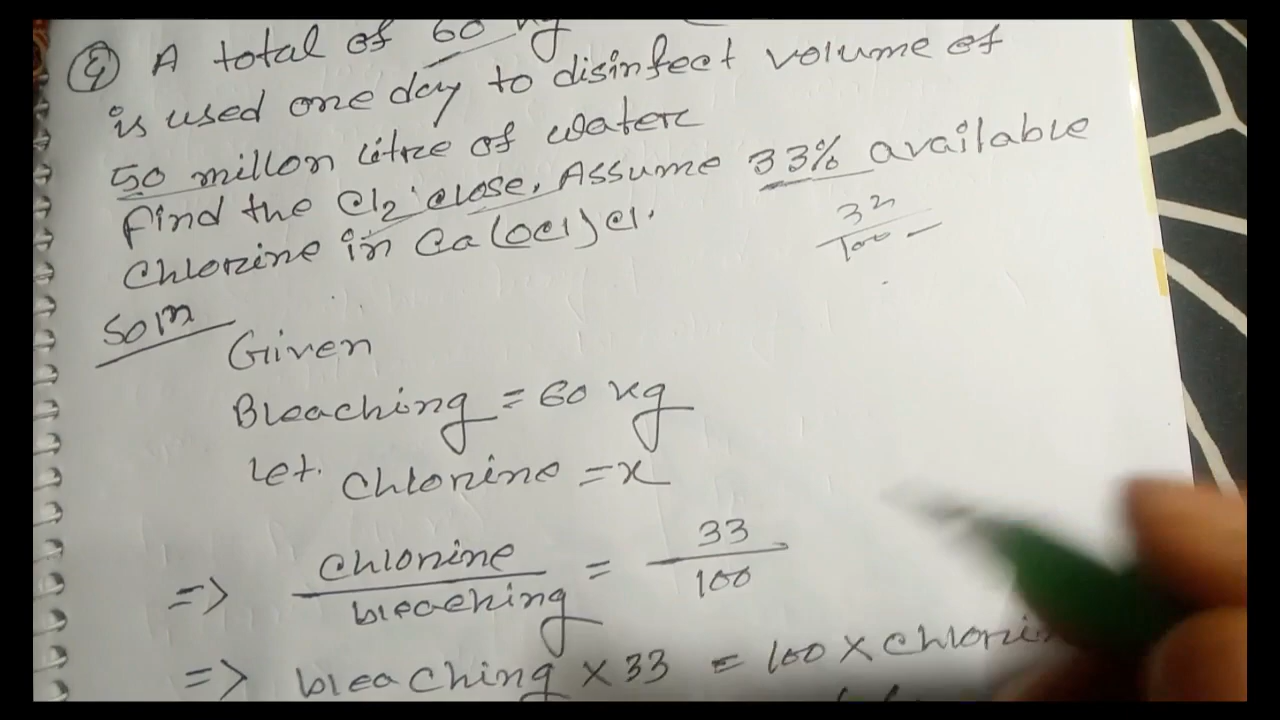 Q A total of 60 kg
is used one day to disinfect volume of
50 millon Litre of water
Find the Cl2 dose. Assume 33% available
Chlorine in Ca(OCl)Cl.
33
100
Soln
Given
Bleaching = 60 kg
Let. Chlorine = x
=> Chlorine / bleaching = 33 / 100
=> bleaching × 33 = 100 × Chlori